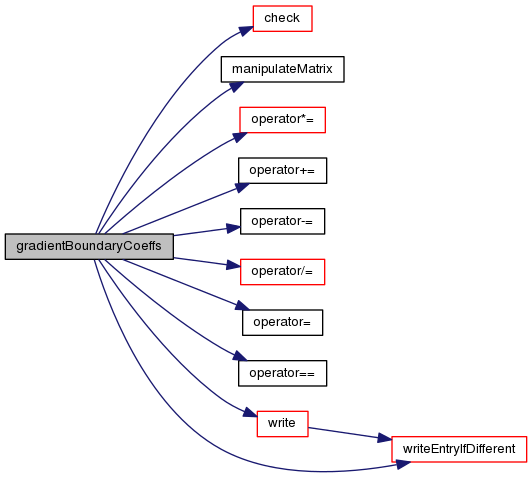 check
manipulateMatrix
operator*=
operator+=
operator-=
gradientBoundaryCoeffs
operator/=
operator=
operator==
write
writeEntryIfDifferent